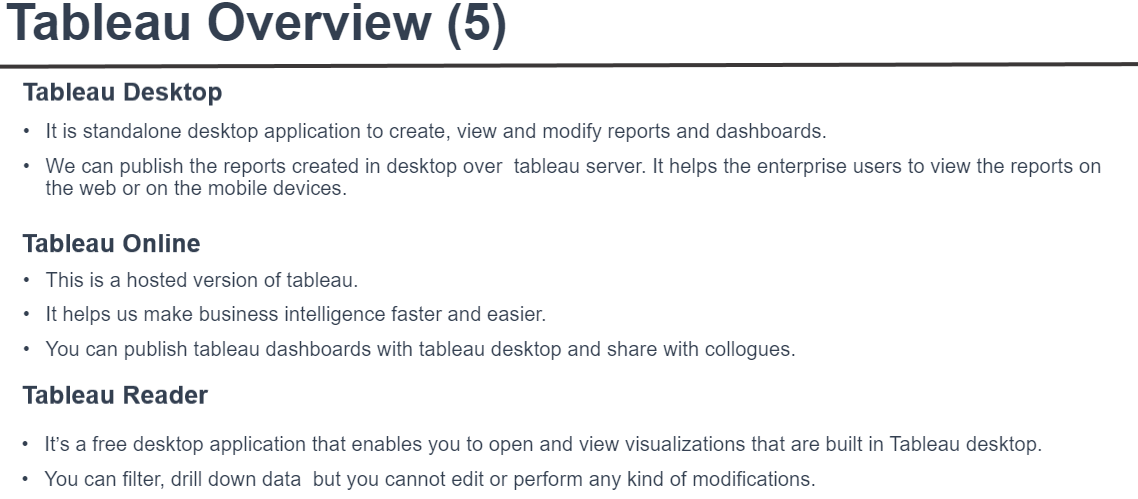 Tableau Overview (5)
Tableau Desktop
• It is standalone desktop application to create, view and modify reports and dashboards.
• We can publish the reports created in desktop over  tableau server. It helps the enterprise users to view the reports on
the web or on the mobile devices.
Tableau Online
• This is a hosted version of tableau.
• It helps us make business intelligence faster and easier.
• You can publish tableau dashboards with tableau desktop and share with collogues.
Tableau Reader
• It’s a free desktop application that enables you to open and view visualizations that are built in Tableau desktop.
• You can filter, drill down data  but you cannot edit or perform any kind of modifications.